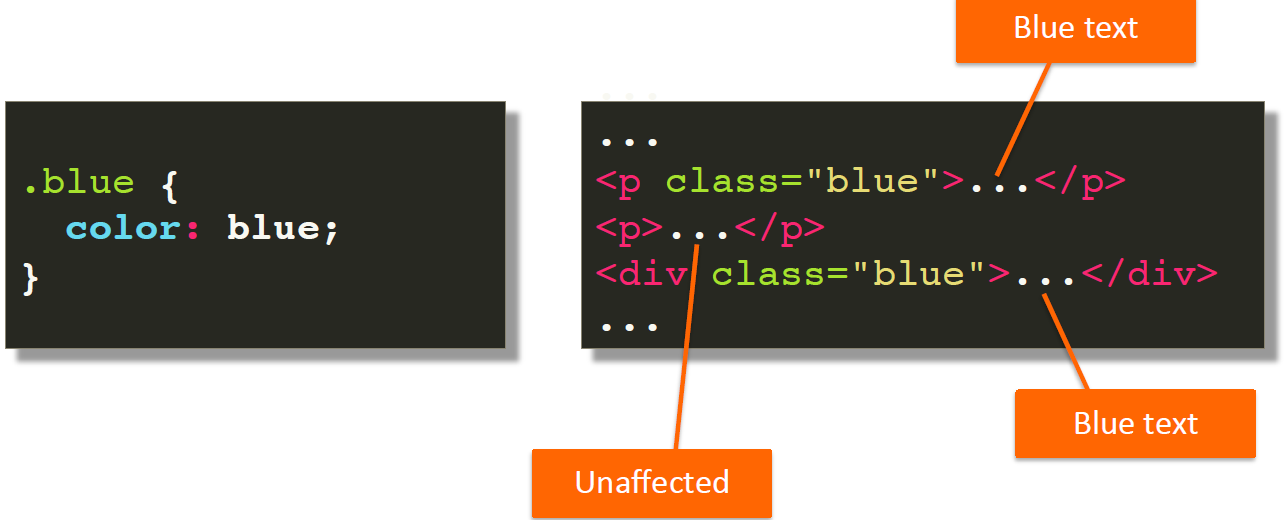 Blue text
.blue {
  color: blue;
}
...
<p class="blue">...</p>
<p>...</p>
<div class="blue">...</div>
...
Blue text
Unaffected